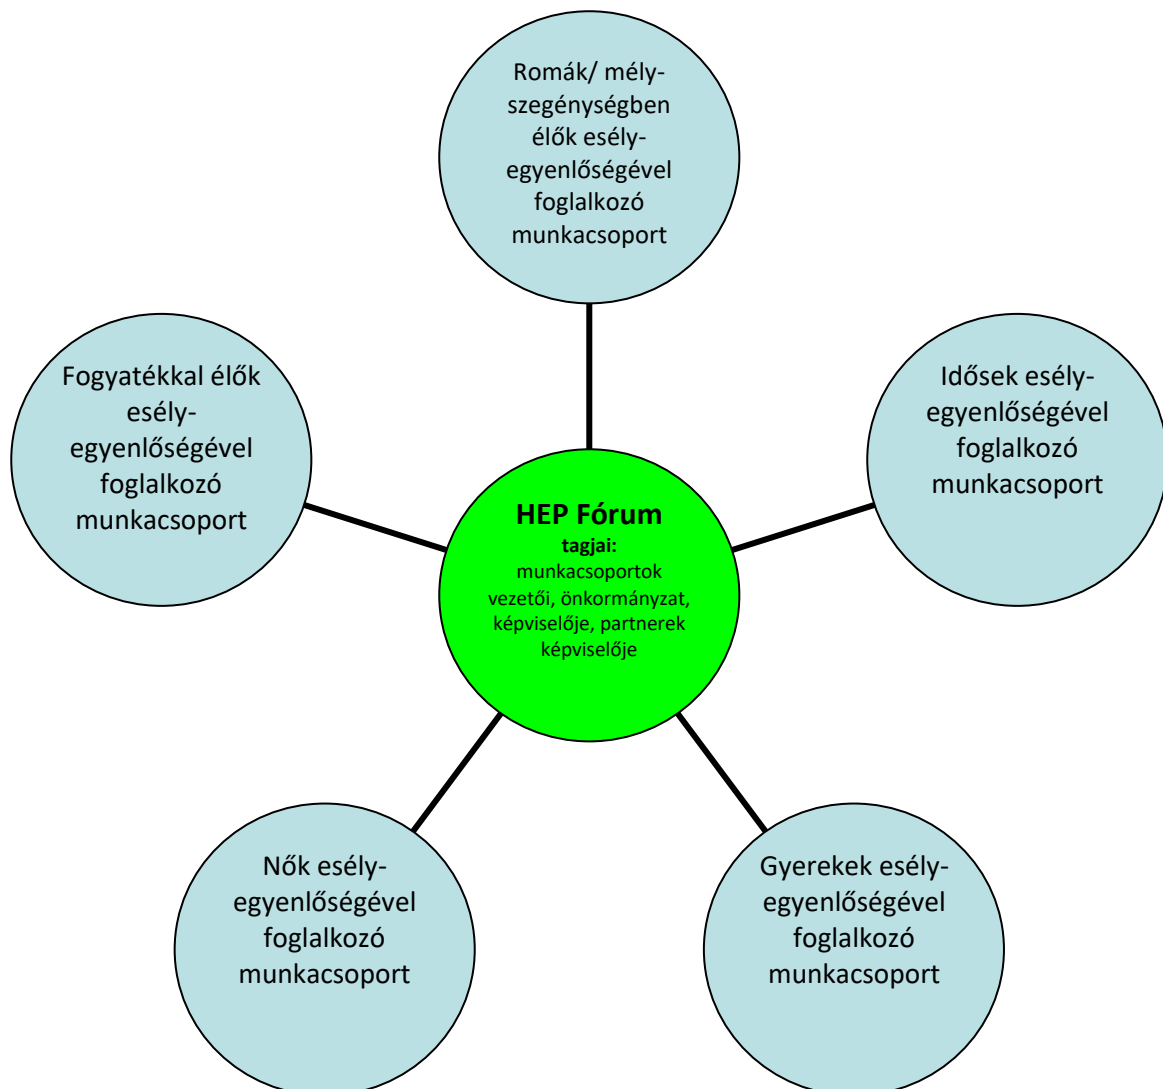 Romák/ mély-
szegénységben
élők esély-
egyenlőségével
foglalkozó
munkacsoport
Fogyatékkal élők
esély-
egyenlőségével
foglalkozó
munkacsoport
Idősek esély-
egyenlőségével
foglalkozó
munkacsoport
HEP Fórum
tagjai:
munkacsoportok
vezetői, önkormányzat,
képviselője, partnerek
képviselője
Nők esély-
egyenlőségével
foglalkozó
munkacsoport
Gyerekek esély-
egyenlőségével
foglalkozó
munkacsoport